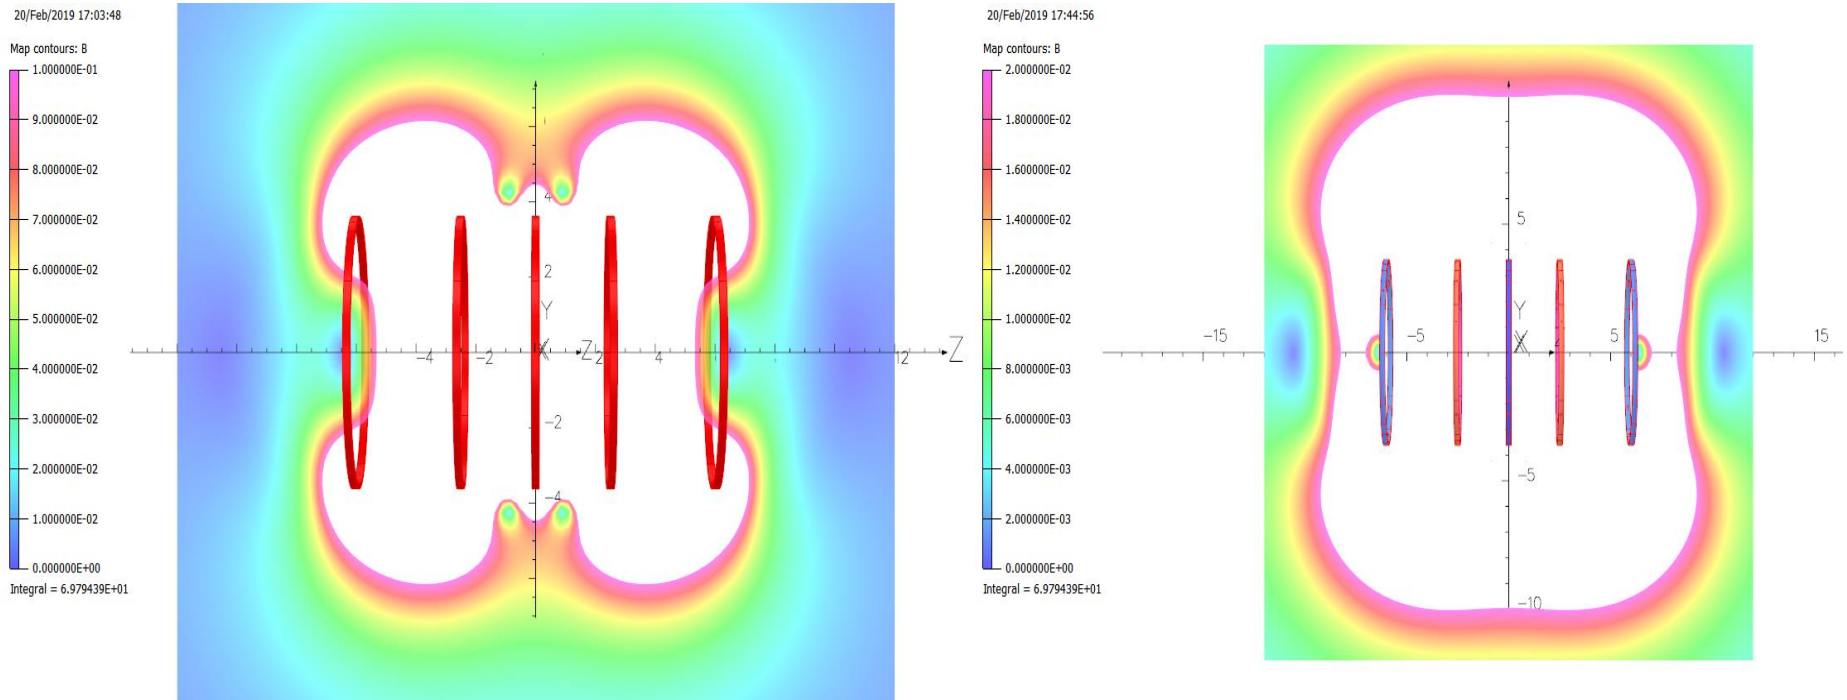 20/Feb/2019 17:03:48
Map contours: B
1.000000E-01
9.000000E-02
8.000000E-02
7.000000E-02
6.000000E-02
5.000000E-02
4.000000E-02
3.000000E-02
2.000000E-02
1.000000E-02
0.000000E+00
Integral = 6.979439E+01
4
2
Y
X Z
-4 -2 2 4 12 Z
-2
-4
20/Feb/2019 17:44:56
Map contours: B
2.000000E-02
1.800000E-02
1.600000E-02
1.400000E-02
1.200000E-02
1.000000E-02
8.000000E-03
6.000000E-03
4.000000E-03
2.000000E-03
0.000000E+00
Integral = 6.979439E+01
5
Y
-15 -5 X 5 15
-5
-10